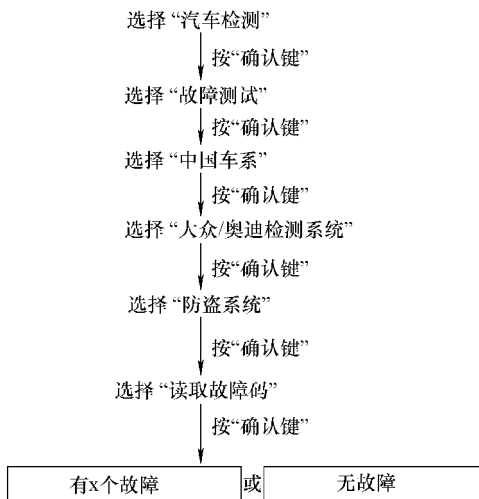 选择“汽车检测”
按“确认键”
选择“故障测试”
按“确认键”
选择“中国车系”
按“确认键”
选择“大众/奥迪检测系统”
按“确认键”
选择“防盗系统”
按“确认键”
选择“读取故障码”
按“确认键”
有x个故障 或 无故障